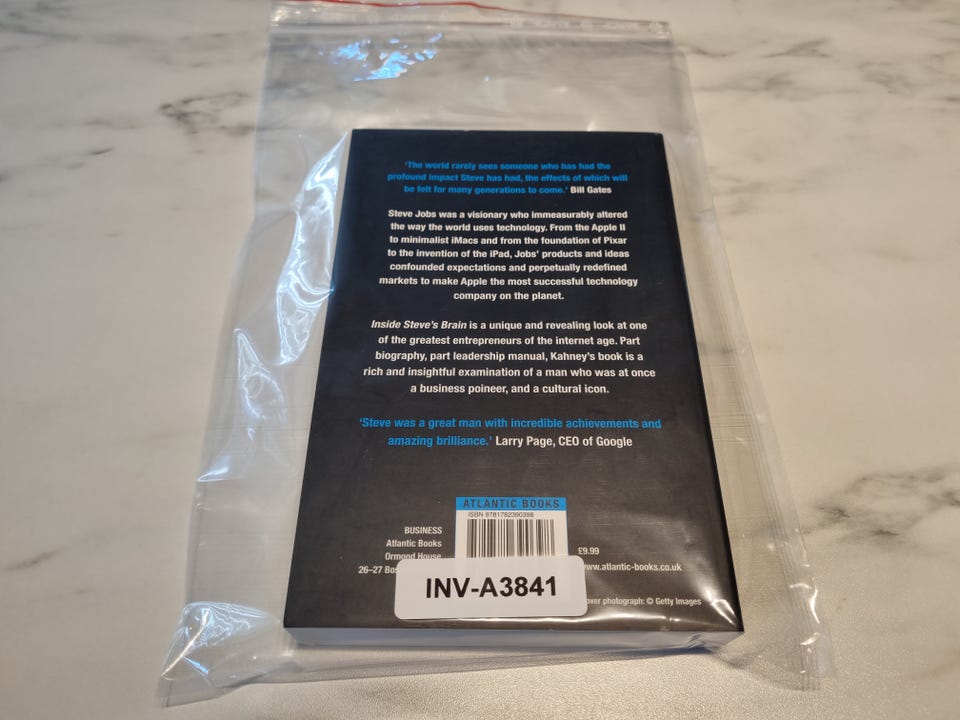 'The world rarely sees someone who has had the
profound impact Steve has had, the effects of which will
be felt for many generations to come.' Bill Gates
Steve Jobs was a visionary who immeasurably altered
the way the world uses technology. From the Apple II
to minimalist iMacs and from the foundation of Pixar
to the invention of the iPad, Jobs' products and ideas
confounded expectations and perpetually redefined
markets to make Apple the most successful technology
company on the planet.
Inside Steve's Brain is a unique and revealing look at one
of the greatest entrepreneurs of the internet age. Part
biography, part leadership manual, Kahney's book is a
rich and insightful examination of a man who was at once
a business poineer, and a cultural icon.
'Steve was a great man with incredible achievements and
amazing brilliance.' Larry Page, CEO of Google
ATLANTIC BOOKS
ISBN 9781782390398
BUSINESS
Atlantic Books
Ormond House
26–27
£9.99
www.atlantic-books.co.uk
photograph: © Getty Images
INV-A3841